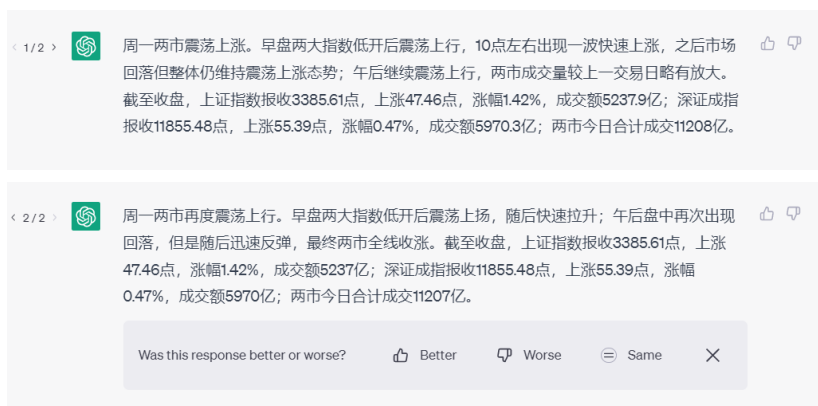 1/2
周一两市震荡上涨。早盘两大指数低开后震荡上行，10点左右出现一波快速上涨，之后市场
回落但整体仍维持震荡上涨态势；午后继续震荡上行，两市成交量较上一交易日略有放大。
截至收盘，上证指数报收3385.61点，上涨47.46点，涨幅1.42%，成交额5237.9亿；深证成指
报收11855.48点，上涨55.39点，涨幅0.47%，成交额5970.3亿；两市今日合计成交11208亿。
2/2
周一两市再度震荡上行。早盘两大指数低开后震荡上场，随后快速拉升；午后盘中再次出现
回落，但是随后迅速反弹，最终两市全线收涨。截至收盘，上证指数报收3385.61点，上涨
47.46点，涨幅1.42%，成交额5237亿；深证成指报收11855.48点，上涨55.39点，涨幅
0.47%，成交额5970亿；两市今日合计成交11207亿。
Was this response better or worse?
Better
Worse
Same